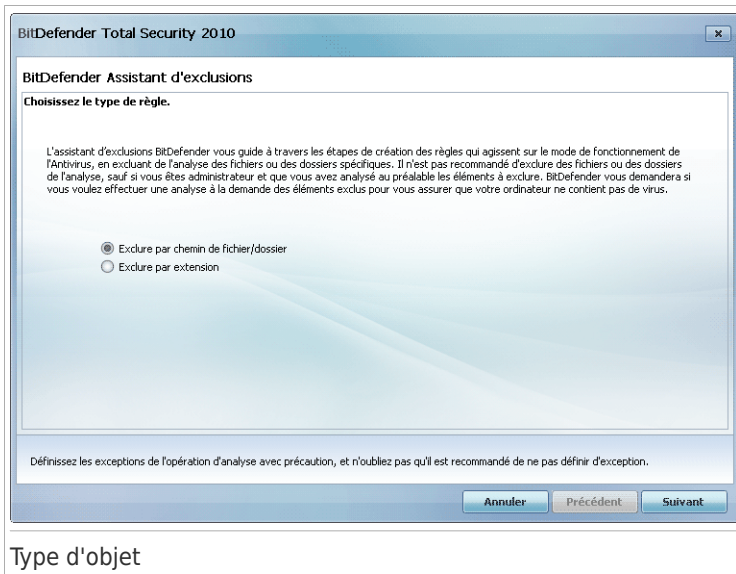 BitDefender Total Security 2010
x
BitDefender Assistant d'exclusions
Choisissez le type de règle.
L'assistant d'exclusions BitDefender vous guide à travers les étapes de création des règles qui agissent sur le mode de fonctionnement de
l'Antivirus, en excluant de l'analyse des fichiers ou des dossiers spécifiques. Il n'est pas recommandé d'exclure des fichiers ou des dossiers
de l'analyse, sauf si vous êtes administrateur et que vous avez analysé au préalable les éléments à exclure. BitDefender vous demandera si
vous voulez effectuer une analyse à la demande des éléments exclus pour vous assurer que votre ordinateur ne contient pas de virus.
Exclure par chemin de fichier/dossier
Exclure par extension
Définissez les exceptions de l'opération d'analyse avec précaution, et n'oubliez pas qu'il est recommandé de ne pas définir d'exception.
Annuler Précédent Suivant
Type d'objet